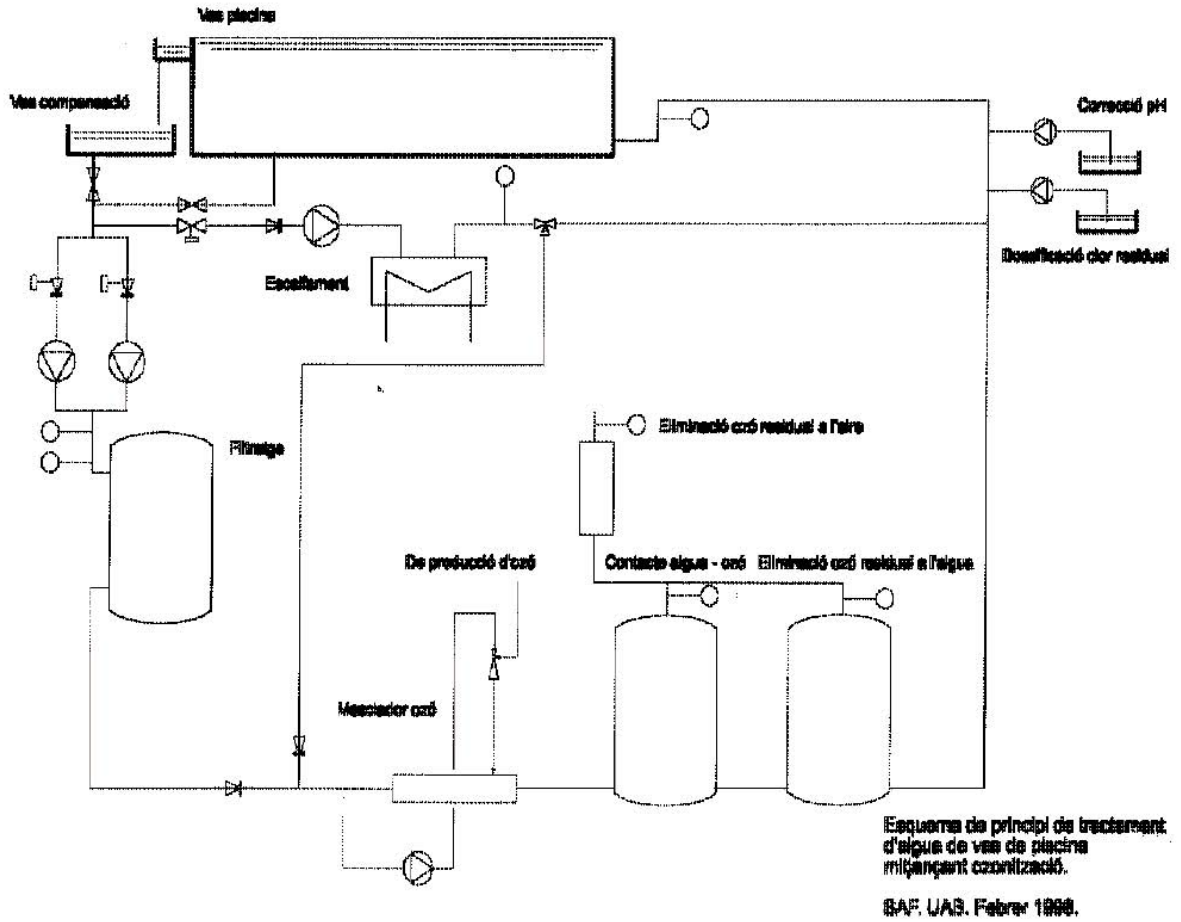 Vas piscina
Vas compensació
Correcció pH
Dosificació clor residual
Escalfament
Filtratge
Eliminació ozó residual a l'aire
De producció d'ozó
Contacte aigua - ozó
Eliminació ozó residual a l'aigua
Mesclador ozó
Esquema de principi de tractament
d'aigua de vas de piscina
mitjançant ozonització.
SAF. UAB. Febrer 1998.